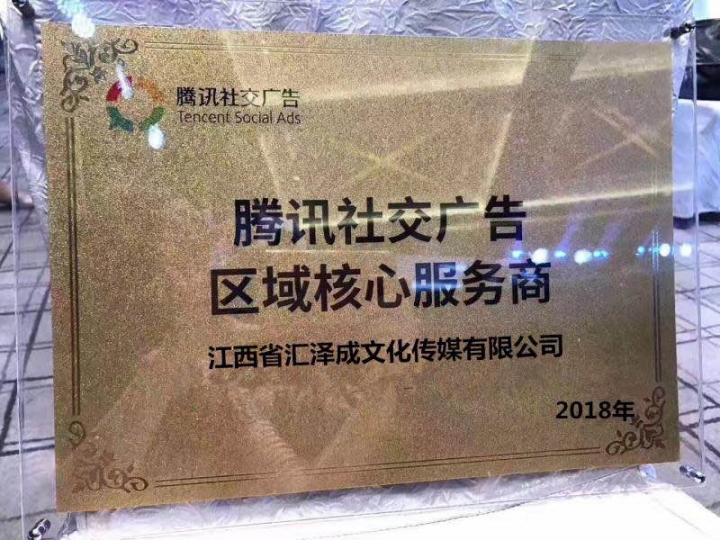 腾讯社交广告
Tencent Social Ads
腾讯社交广告
区域核心服务商
江西省汇泽成文化传媒有限公司
2018年